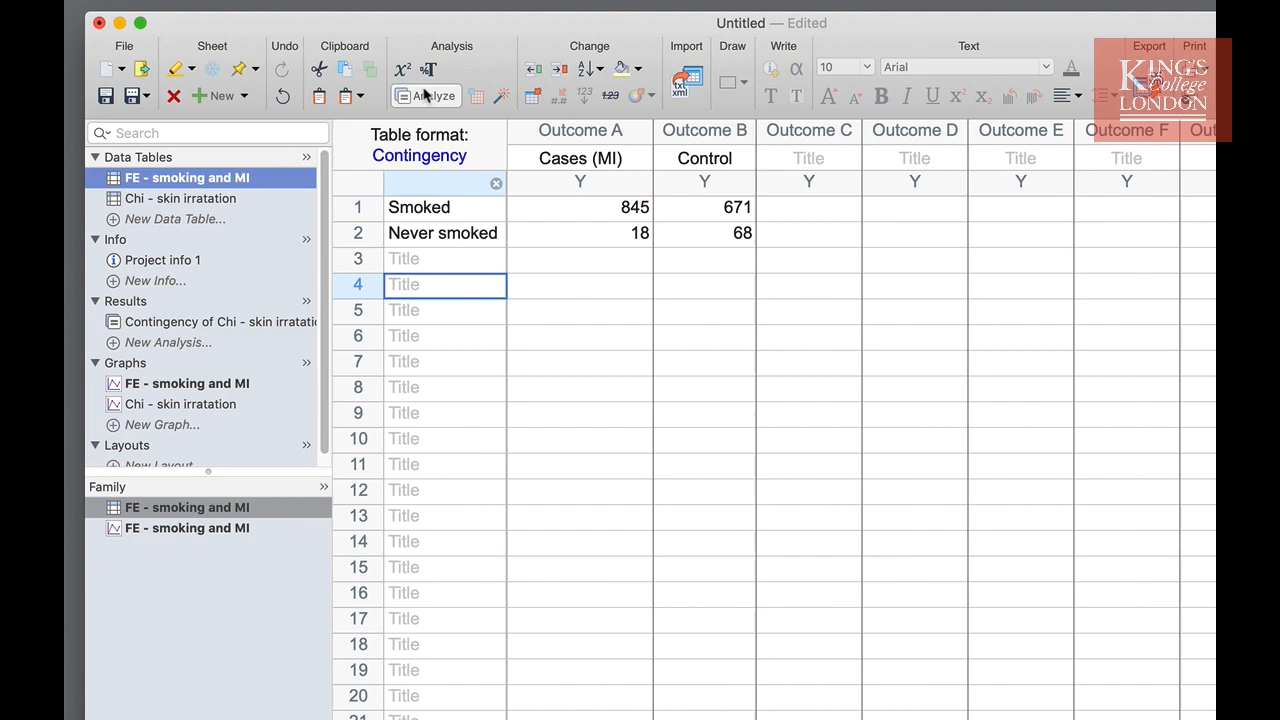 Untitled — Edited
File Sheet Undo Clipboard Analysis Change Import Draw Write Text Export Print
10 Arial
New Analyze
KING'S
College
LONDON
Search
Data Tables
FE - smoking and MI
Chi - skin irratation
New Data Table...
Info
Project info 1
New Info...
Results
Contingency of Chi - skin irratatio
New Analysis...
Graphs
FE - smoking and MI
Chi - skin irratation
New Graph...
Layouts
New Layout
Family
FE - smoking and MI
FE - smoking and MI
Table format:
Contingency
Outcome A Outcome B Outcome C Outcome D Outcome E Outcome F
Cases (MI) Control Title Title Title Title
Y Y Y Y Y Y
1 Smoked 845 671
2 Never smoked 18 68
3 Title
4 Title
5 Title
6 Title
7 Title
8 Title
9 Title
10 Title
11 Title
12 Title
13 Title
14 Title
15 Title
16 Title
17 Title
18 Title
19 Title
20 Title